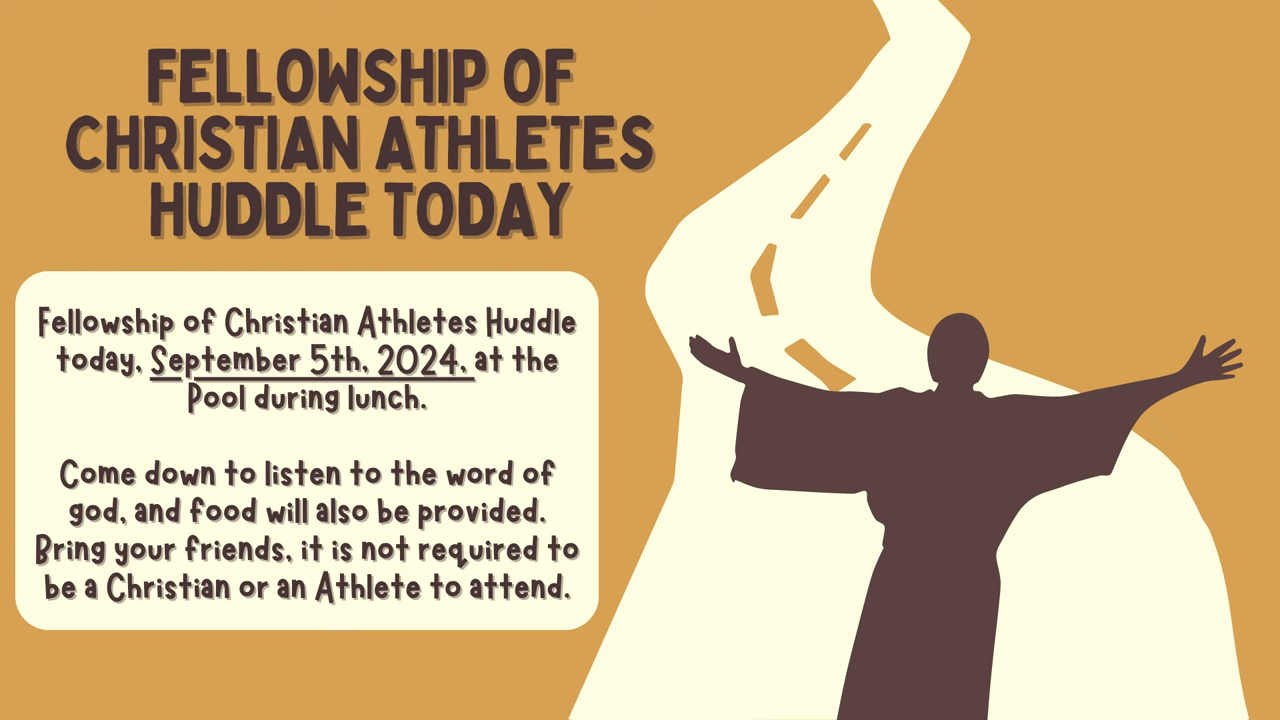 FELLOWSHIP OF
CHRISTIAN ATHLETES
HUDDLE TODAY
Fellowship of Christian Athletes Huddle
today, September 5th, 2024, at the
Pool during lunch.
Come down to listen to the word of
god, and food will also be provided.
Bring your friends, it is not required to
be a Christian or an Athlete to attend.